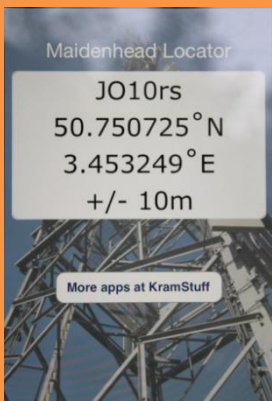 Maidenhead Locator
JO10rs
50.750725°N
3.453249°E
+/- 10m
More apps at KramStuff